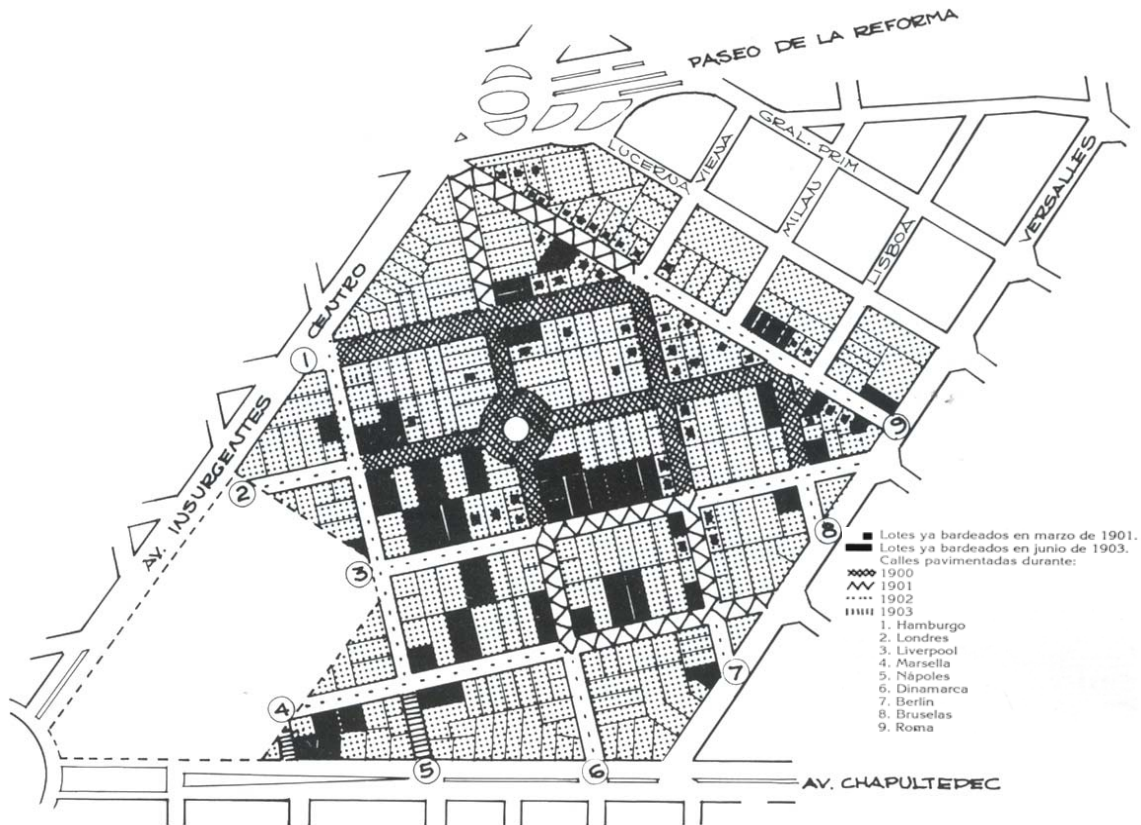 PASEO DE LA REFORMA
GRAL. PRIM
LUCERNA
VIENA
MILAN
LISBOA
VERSALLES
AV. INSURGENTES CENTRO
1
2
3
4
5
6
7
8
9
Lotes ya bardeados en marzo de 1901.
Lotes ya bardeados en junio de 1903.
Calles pavimentadas durante:
1900
1901
1902
1903
1. Hamburgo
2. Londres
3. Liverpool
4. Marsella
5. Nápoles
6. Dinamarca
7. Berlin
8. Bruselas
9. Roma
AV. CHAPULTEPEC